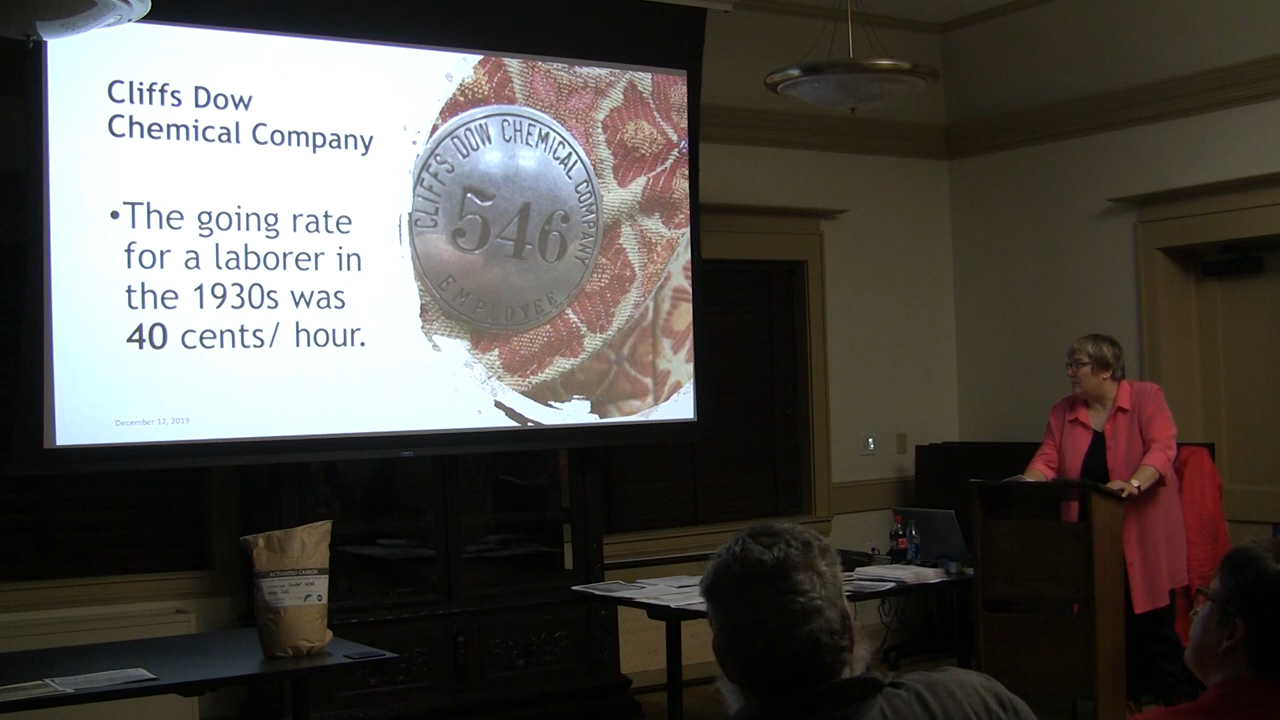 Cliffs Dow
Chemical Company
•The going rate
for a laborer in
the 1930s was
40 cents/ hour.
December 12, 2019
CLIFFS DOW CHEMICAL COMPANY
546
EMPLOYEE
ACTIVATED CARBON